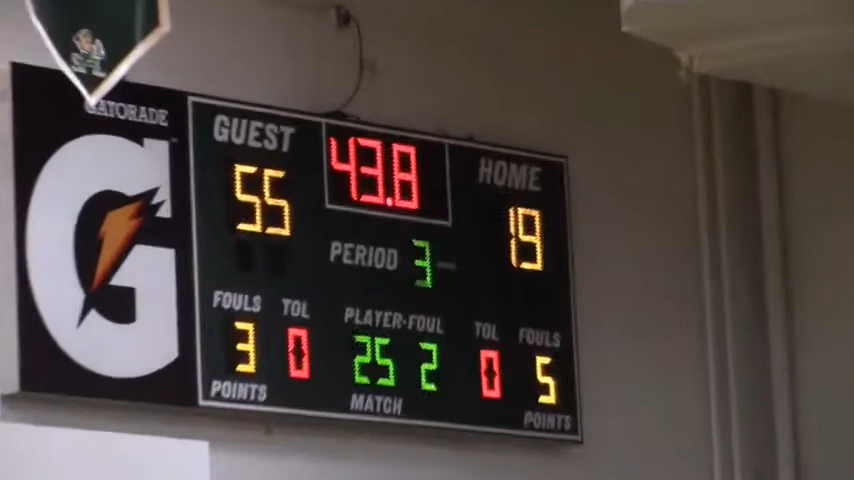 GATORADE
G
GUEST 43.8 HOME
55 19
PERIOD 3
FOULS TOL PLAYER-FOUL TOL FOULS
3 0 25 2 0 5
POINTS MATCH POINTS